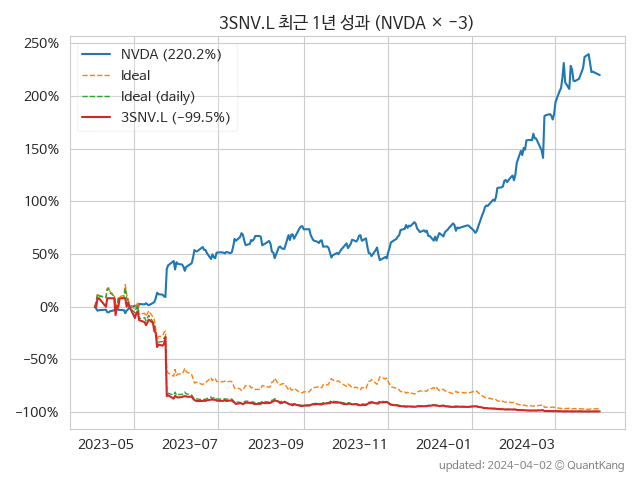 3SNV.L 최근 1년 성과 (NVDA × −3)
NVDA (220.2%)
Ideal
Ideal (daily)
3SNV.L (−99.5%)
250%
200%
150%
100%
50%
0%
−50%
−100%
2023-05 2023-07 2023-09 2023-11 2024-01 2024-03
updated: 2024-04-02 © QuantKang